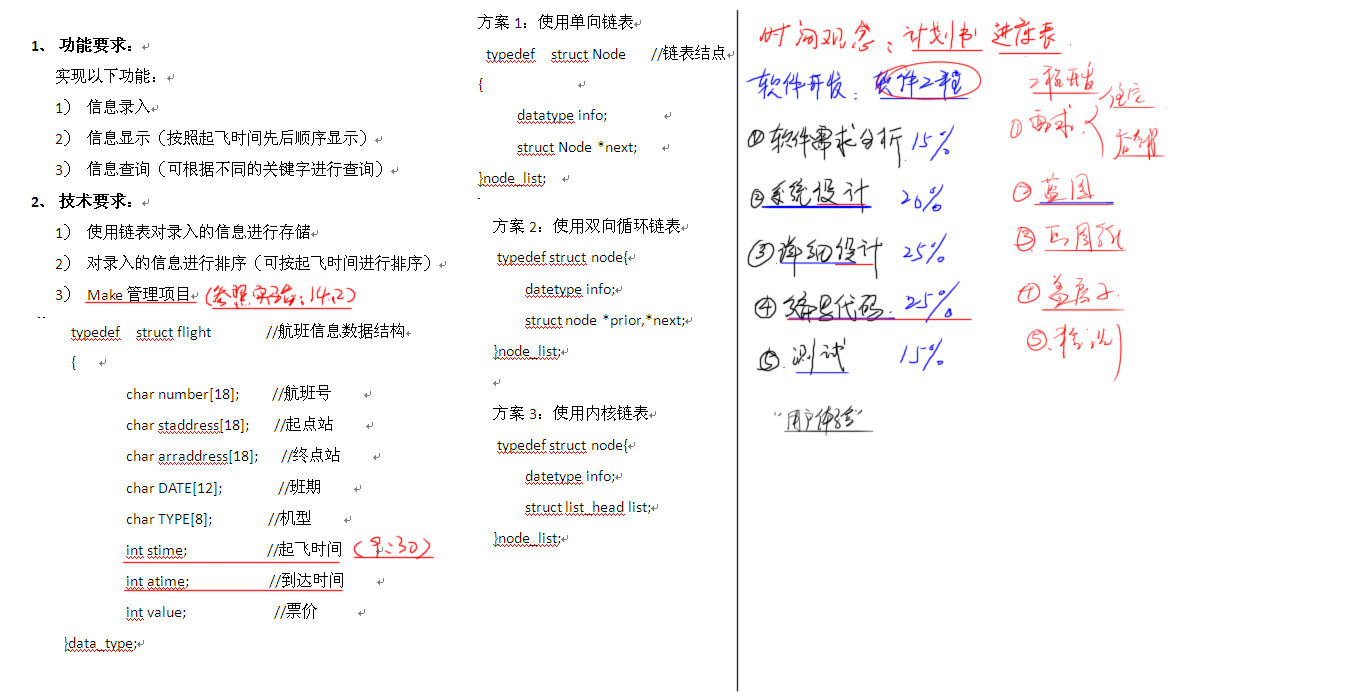 1、 功能要求：
实现以下功能：
1） 信息录入
2） 信息显示（按照起飞时间先后顺序显示）
3） 信息查询（可根据不同的关键字进行查询）
2、 技术要求：
1） 使用链表对录入的信息进行存储
2） 对录入的信息进行排序（可按起飞时间进行排序）
3） Make 管理项目 (参照实验:14,2)
typedef struct flight //航班信息数据结构
{
char number[18]; //航班号
char staddress[18]; //起点站
char arraddress[18]; //终点站
char DATE[12]; //班期
char TYPE[8]; //机型
int stime; //起飞时间
int atime; //到达时间
int value; //票价
}data_type;
方案 1：使用单向链表
typedef struct Node //链表结点
{
datatype info;
struct Node *next;
}node_list;
方案 2：使用双向循环链表
typedef struct node{
datetype info;
struct node *prior,*next;
}node_list;
方案 3：使用内核链表
typedef struct node{
datetype info;
struct list_head list;
}node_list;
时间观念：计划书 进度表.
软件开发：软件工程
①软件需求分析 15%
②系统设计 20%
③详细设计 25%
④编写代码. 25%
⑤.测试 15%
"用户体验"
工程开发
①需求.
②蓝图
③
④盖房子.
⑤.